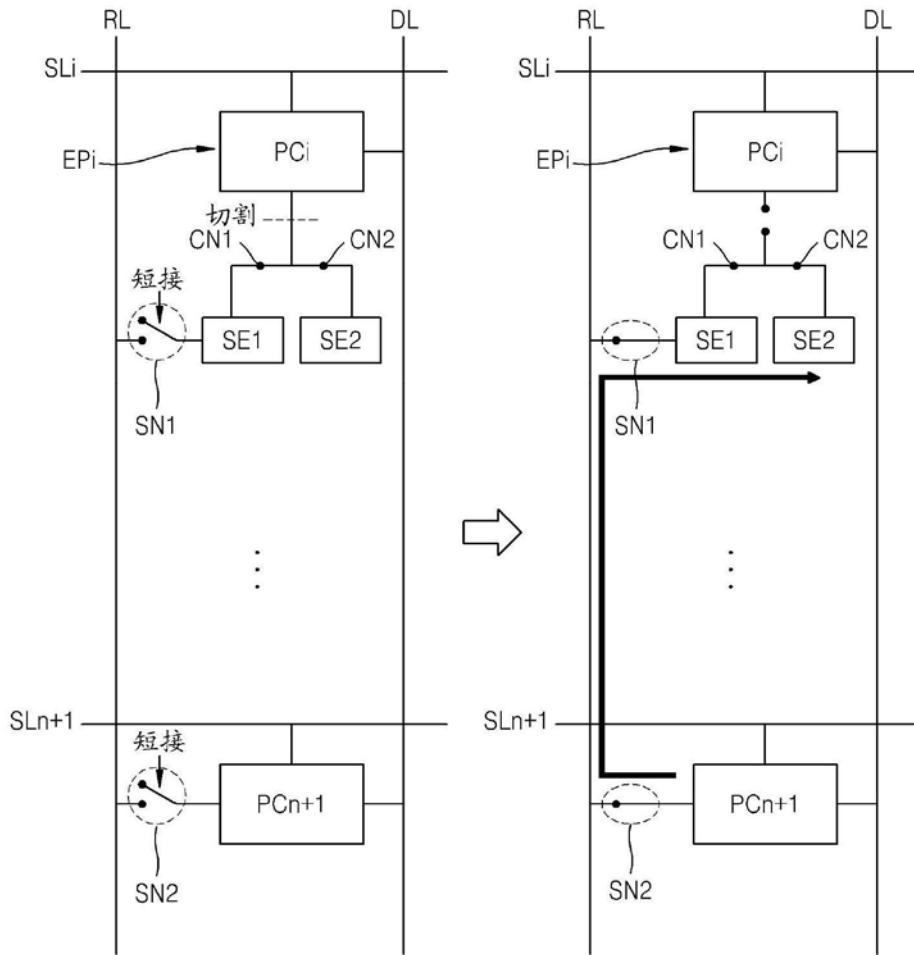 RL DL
SLi
PCi
EPi
切割
CN1 CN2
短接
SE1 SE2
SN1
SLn+1
短接
PCn+1
SN2
RL DL
SLi
PCi
EPi
CN1 CN2
SE1 SE2
SN1
SLn+1
PCn+1
SN2